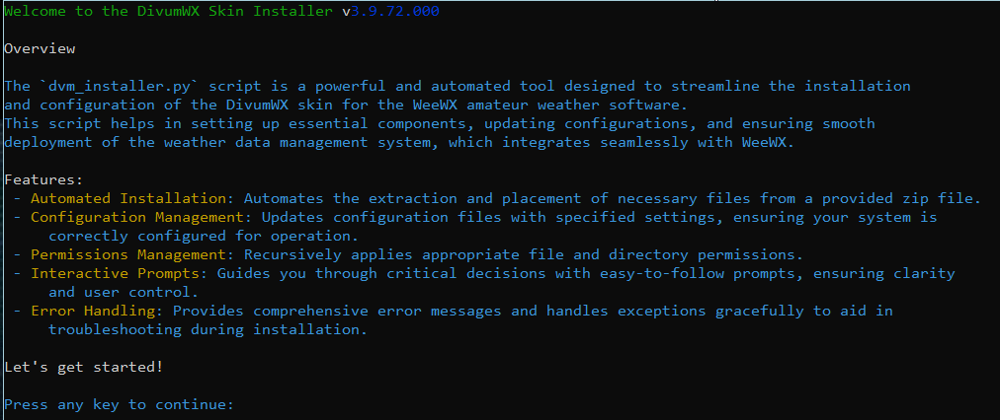 Welcome to the DivumWX Skin Installer v3.9.72.000
Overview
The `dvm_installer.py` script is a powerful and automated tool designed to streamline the installation
and configuration of the DivumWX skin for the WeeWX amateur weather software.
This script helps in setting up essential components, updating configurations, and ensuring smooth
deployment of the weather data management system, which integrates seamlessly with WeeWX.
Features:
- Automated Installation: Automates the extraction and placement of necessary files from a provided zip file.
- Configuration Management: Updates configuration files with specified settings, ensuring your system is
correctly configured for operation.
- Permissions Management: Recursively applies appropriate file and directory permissions.
- Interactive Prompts: Guides you through critical decisions with easy-to-follow prompts, ensuring clarity
and user control.
- Error Handling: Provides comprehensive error messages and handles exceptions gracefully to aid in
troubleshooting during installation.
Let's get started!
Press any key to continue: